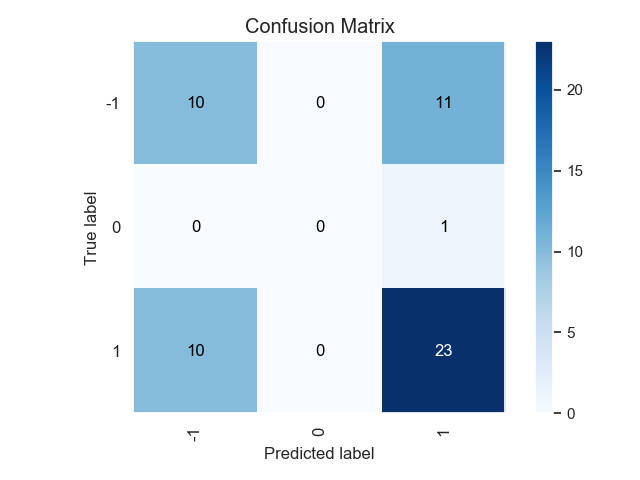 Confusion Matrix
True label
-1 10 0 11
0 0 0 1
1 10 0 23
-1 0 1
Predicted label
20
15
10
5
0